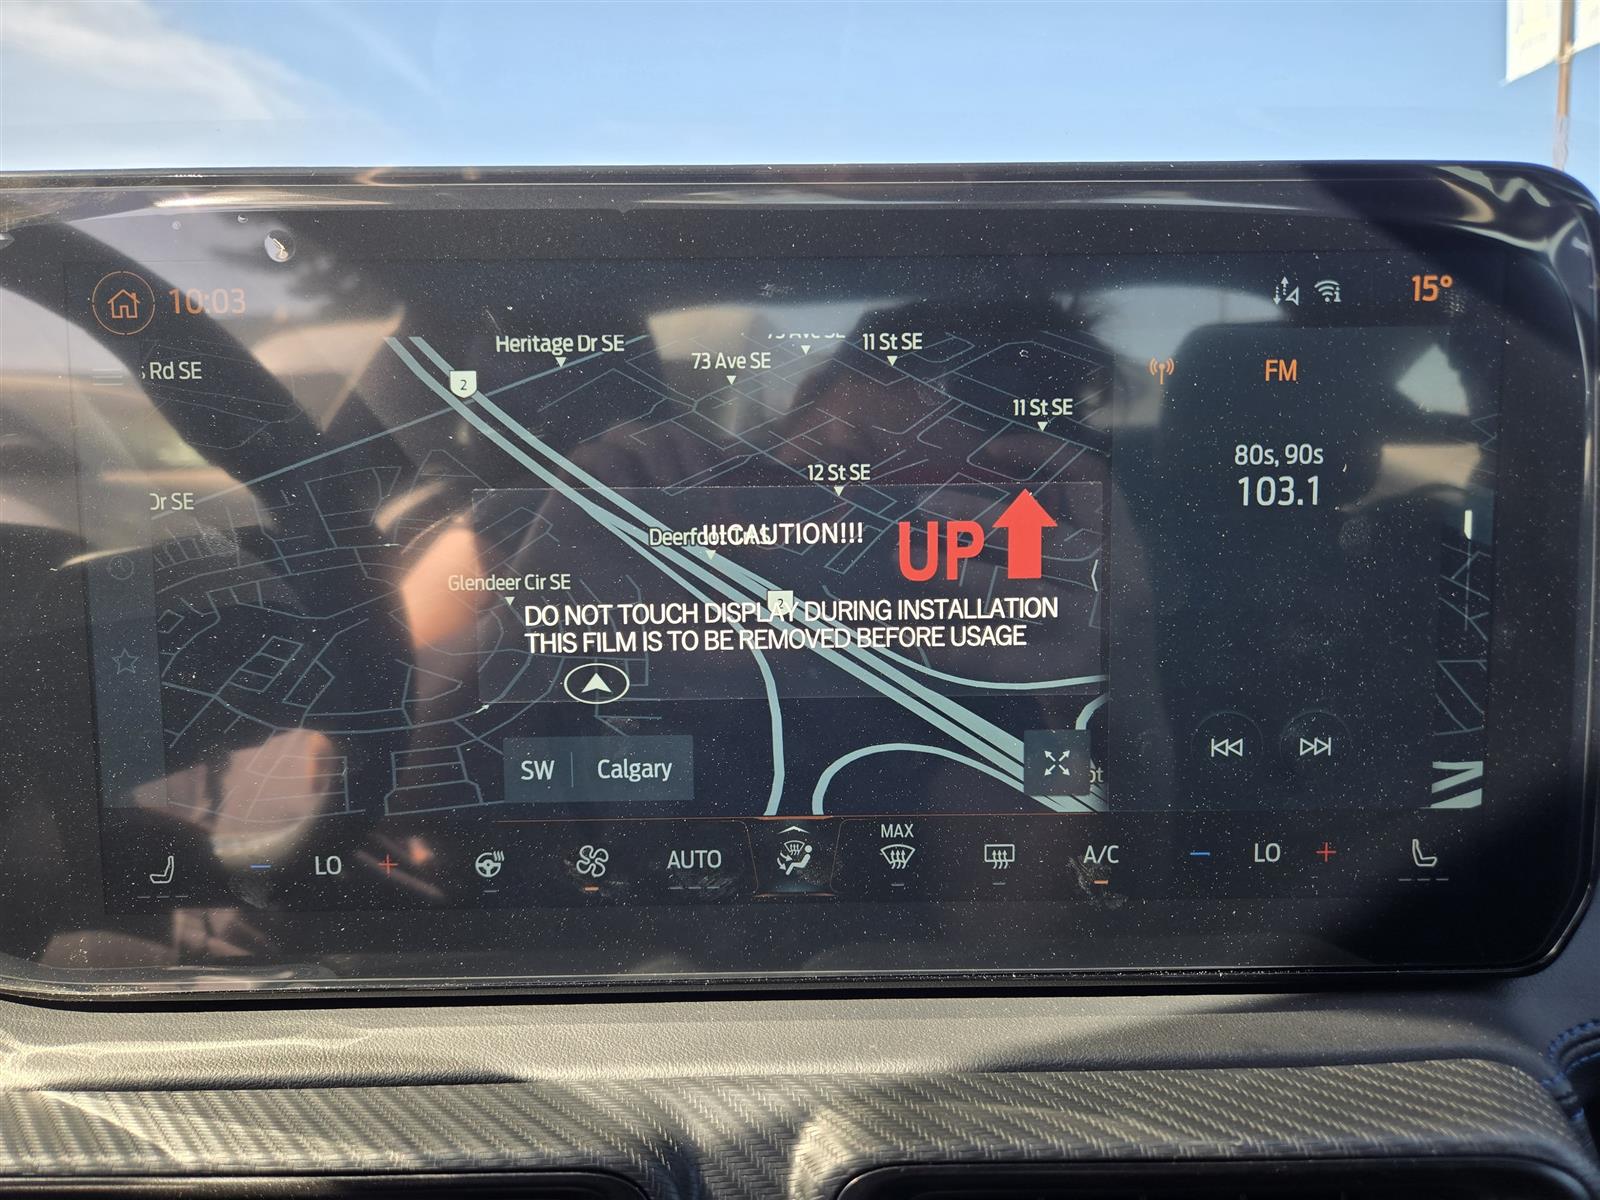 10:03
15°
Heritage Dr SE
73 Ave SE
11 St SE
2
Rd SE
FM
11 St SE
80s, 90s
103.1
12 St SE
Dr SE
!!!CAUTION!!!
UP
Glendeer Cir SE
2
DO NOT TOUCH DISPLAY DURING INSTALLATION
THIS FILM IS TO BE REMOVED BEFORE USAGE
SW
Calgary
LO
AUTO
MAX
A/C
LO